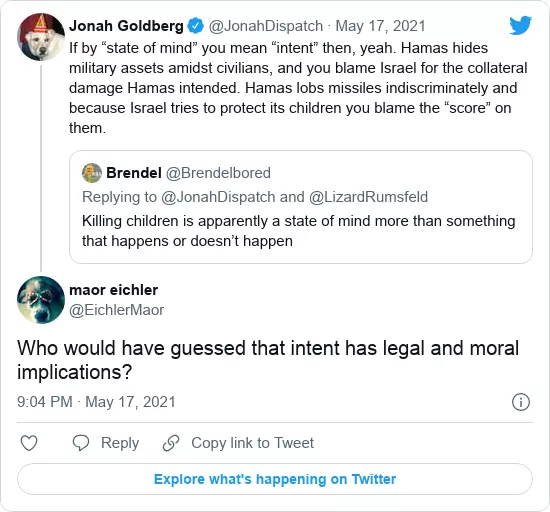 Jonah Goldberg @JonahDispatch · May 17, 2021
If by “state of mind” you mean “intent” then, yeah. Hamas hides
military assets amidst civilians, and you blame Israel for the collateral
damage Hamas intended. Hamas lobs missiles indiscriminately and
because Israel tries to protect its children you blame the “score” on
them.
Brendel @Brendelbored
Replying to @JonahDispatch and @LizardRumsfeld
Killing children is apparently a state of mind more than something
that happens or doesn’t happen
maor eichler
@EichlerMaor
Who would have guessed that intent has legal and moral
implications?
9:04 PM · May 17, 2021
Reply
Copy link to Tweet
Explore what's happening on Twitter